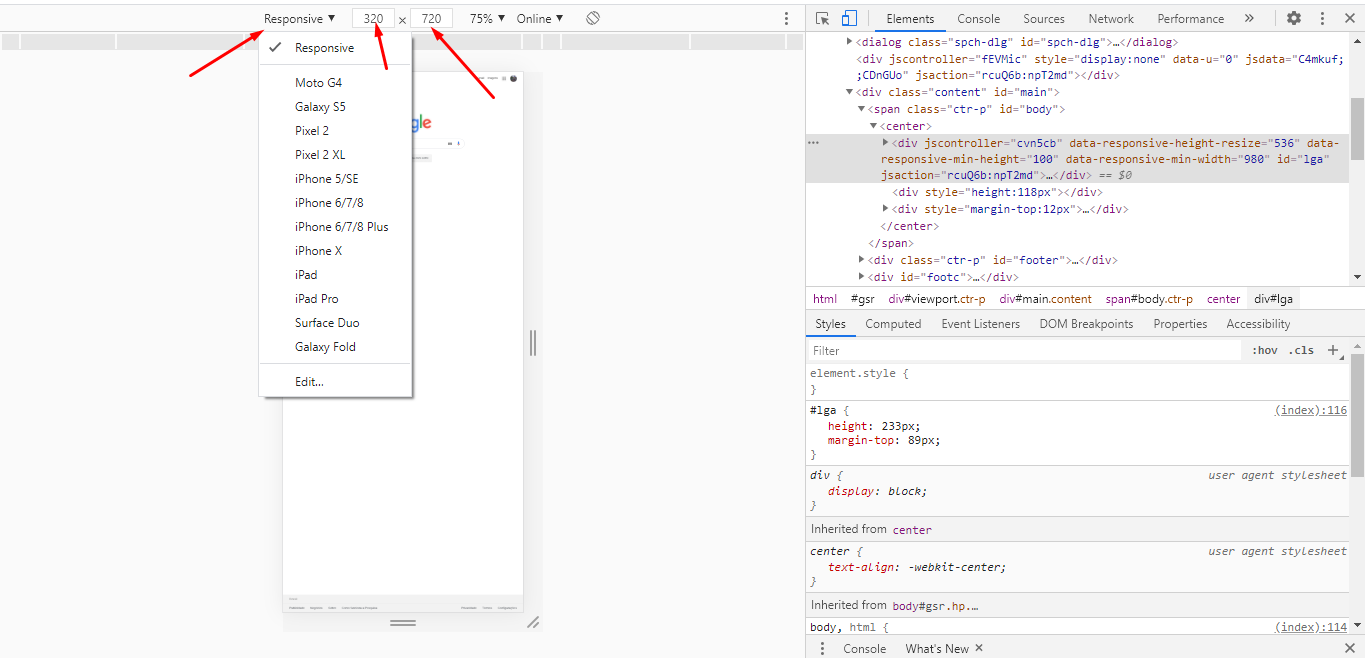 Responsive ▼ 320 × 720 75% ▼ Online ▼
Responsive
Moto G4
Galaxy S5
Pixel 2
Pixel 2 XL
iPhone 5/SE
iPhone 6/7/8
iPhone 6/7/8 Plus
iPhone X
iPad
iPad Pro
Surface Duo
Galaxy Fold
Edit...
gle
Elements Console Sources Network Performance »
<dialog class="spch-dlg" id="spch-dlg">…</dialog>
<div jscontroller="fEVMic" style="display:none" data-u="0" jsdata="C4mkuf;
;CDnGUo" jsaction="rcuQ6b:npT2md"></div>
<div class="content" id="main">
<span class="ctr-p" id="body">
<center>
<div jscontroller="cvn5cb" data-responsive-height-resize="536" data-
responsive-min-height="100" data-responsive-min-width="980" id="lga"
jsaction="rcuQ6b:npT2md">…</div> == $0
<div style="height:118px"></div>
<div style="margin-top:12px">…</div>
</center>
</span>
<div class="ctr-p" id="footer">…</div>
<div id="footc">…</div>
html #gsr div#viewport.ctr-p div#main.content span#body.ctr-p center div#lga
Styles Computed Event Listeners DOM Breakpoints Properties Accessibility
Filter :hov .cls +
element.style {
}
#lga { (index):116
height: 233px;
margin-top: 89px;
}
div { user agent stylesheet
display: block;
}
Inherited from center
center { user agent stylesheet
text-align: -webkit-center;
}
Inherited from body#gsr.hp.…
body, html { (index):114
Console What's New ×